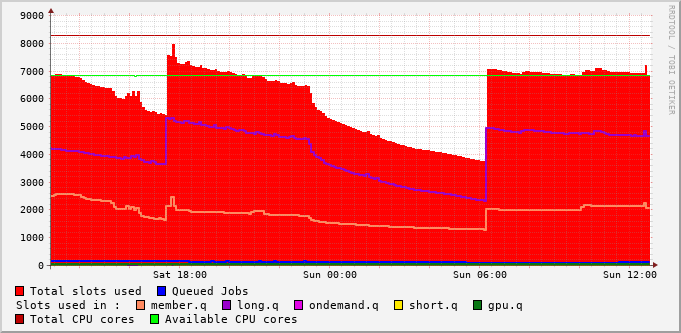 9000
8000
7000
6000
5000
4000
3000
2000
1000
0
Sat 18:00 Sun 00:00 Sun 06:00 Sun 12:00
RRDTOOL / TOBI OETIKER
Total slots used Queued Jobs
Slots used in : member.q long.q ondemand.q short.q gpu.q
Total CPU cores Available CPU cores